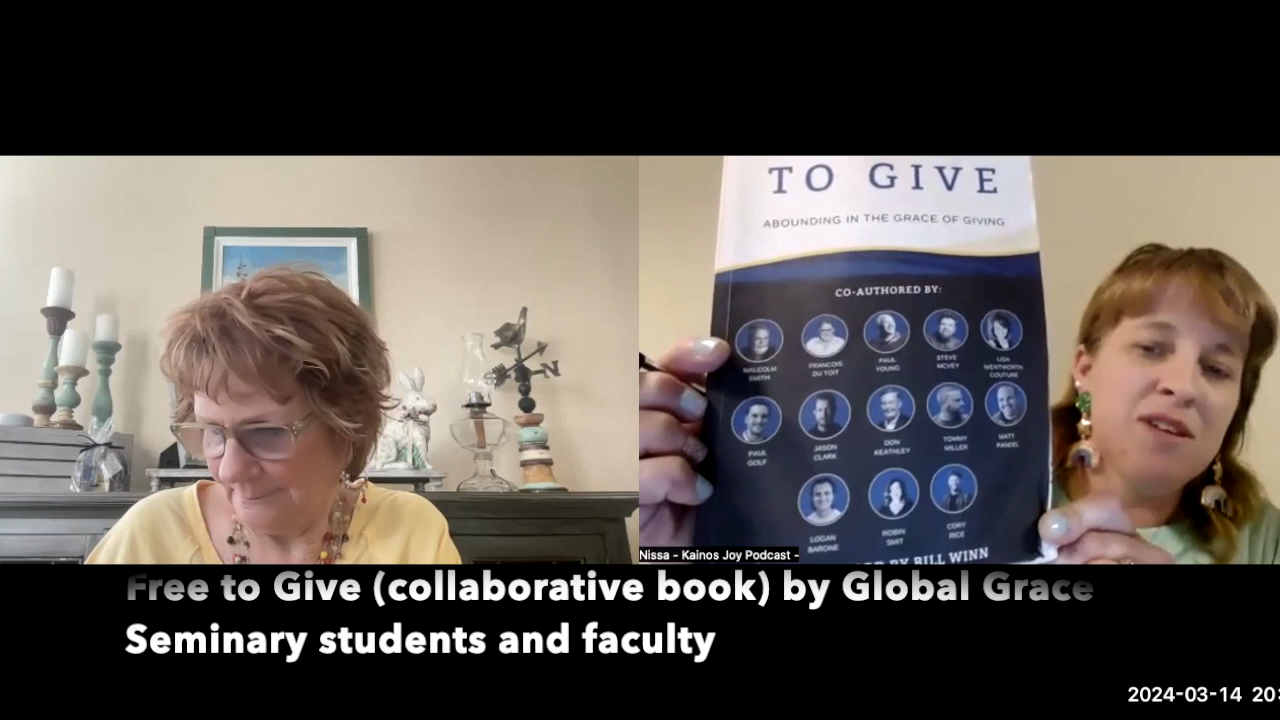 TO GIVE
ABOUNDING IN THE GRACE OF GIVING
CO-AUTHORED BY:
MALCOLM
SMITH
FRANCOIS
DU TOIT
PAUL
YOUNG
STEVE
MCVEY
LISA
WENTWORTH
COUTURE
PAUL
GOLF
JASON
CLARK
DON
KEATHLEY
TOMMY
MILLER
MATT
PANDEL
LOGAN
BARONE
ROBIN
SMIT
CORY
RICE
BY BILL WINN
Nissa - Kainos Joy Podcast -
Free to Give (collaborative book) by Global Grace
Seminary students and faculty
2024-03-14 20: